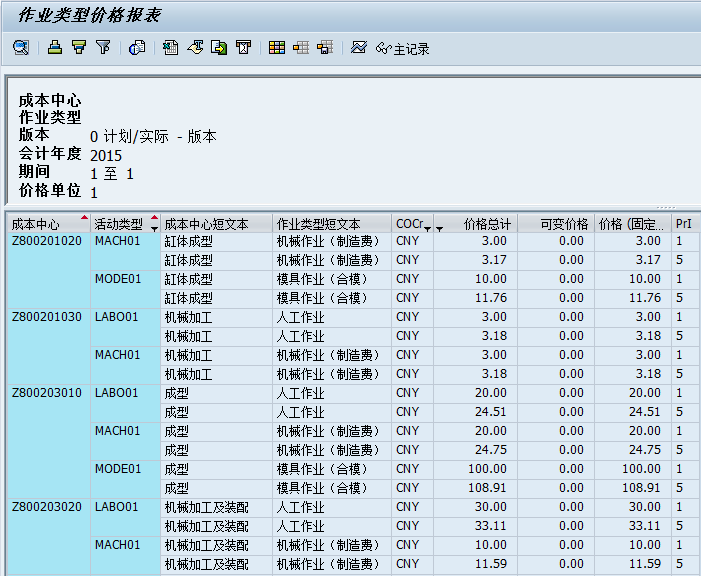 作业类型价格报表
主记录
成本中心
作业类型
版本 0 计划/实际 - 版本
会计年度 2015
期间 1 至 1
价格单位 1
成本中心 活动类型 成本中心短文本 作业类型短文本 COCr 价格总计 可变价格 价格 (固定... PrI
Z800201020 MACH01 缸体成型 机械作业（制造费） CNY 3.00 0.00 3.00 1
缸体成型 机械作业（制造费） CNY 3.17 0.00 3.17 5
MODE01 缸体成型 模具作业（合模） CNY 10.00 0.00 10.00 1
缸体成型 模具作业（合模） CNY 11.76 0.00 11.76 5
Z800201030 LABO01 机械加工 人工作业 CNY 3.00 0.00 3.00 1
机械加工 人工作业 CNY 3.18 0.00 3.18 5
MACH01 机械加工 机械作业（制造费） CNY 3.00 0.00 3.00 1
机械加工 机械作业（制造费） CNY 3.18 0.00 3.18 5
Z800203010 LABO01 成型 人工作业 CNY 20.00 0.00 20.00 1
成型 人工作业 CNY 24.51 0.00 24.51 5
MACH01 成型 机械作业（制造费） CNY 20.00 0.00 20.00 1
成型 机械作业（制造费） CNY 24.75 0.00 24.75 5
MODE01 成型 模具作业（合模） CNY 100.00 0.00 100.00 1
成型 模具作业（合模） CNY 108.91 0.00 108.91 5
Z800203020 LABO01 机械加工及装配 人工作业 CNY 30.00 0.00 30.00 1
机械加工及装配 人工作业 CNY 33.11 0.00 33.11 5
MACH01 机械加工及装配 机械作业（制造费） CNY 10.00 0.00 10.00 1
机械加工及装配 机械作业（制造费） CNY 11.59 0.00 11.59 5